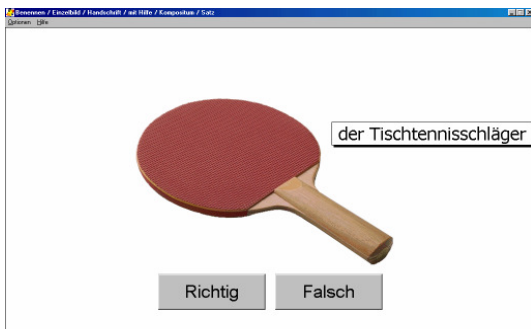 Benennen / Einzelbild / Handschrift / mit Hilfe / Kompositum / Satz
Optionen Hilfe
der Tischtennisschläger
Richtig Falsch